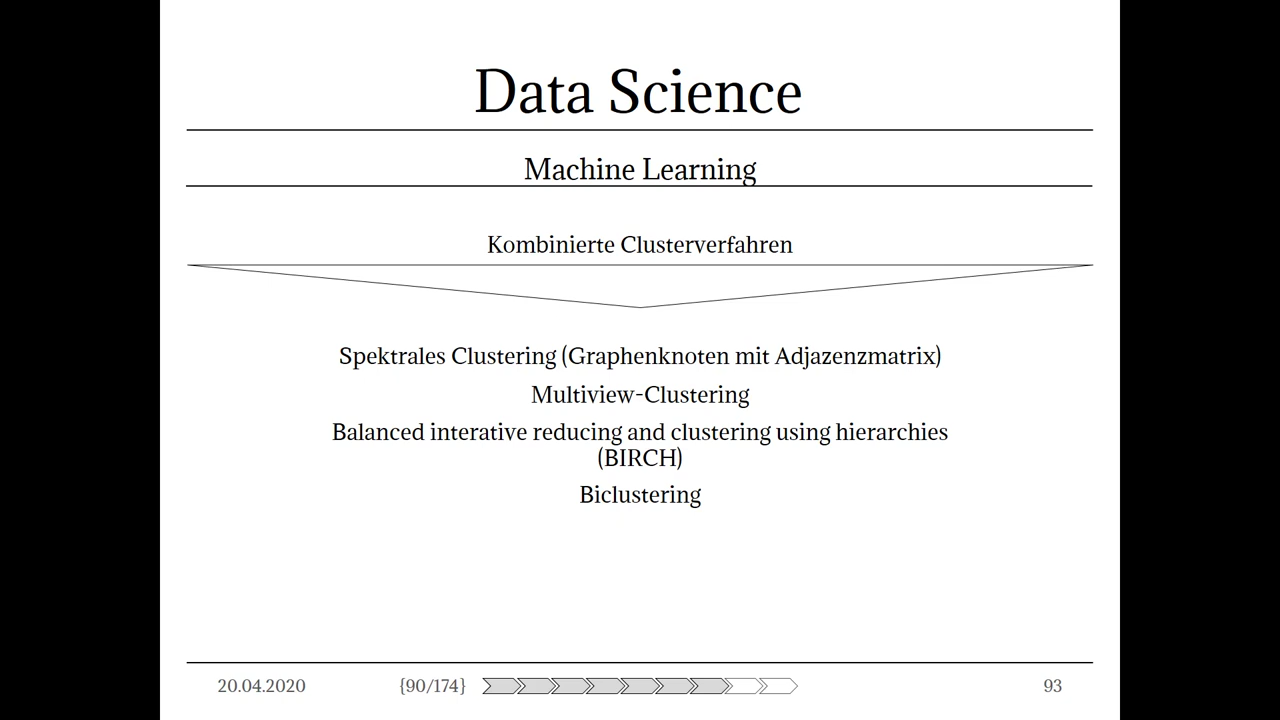 Data Science
Machine Learning
Kombinierte Clusterverfahren
Spektrales Clustering (Graphenknoten mit Adjazenzmatrix)
Multiview-Clustering
Balanced interative reducing and clustering using hierarchies
(BIRCH)
Biclustering
20.04.2020 {90/174} 93